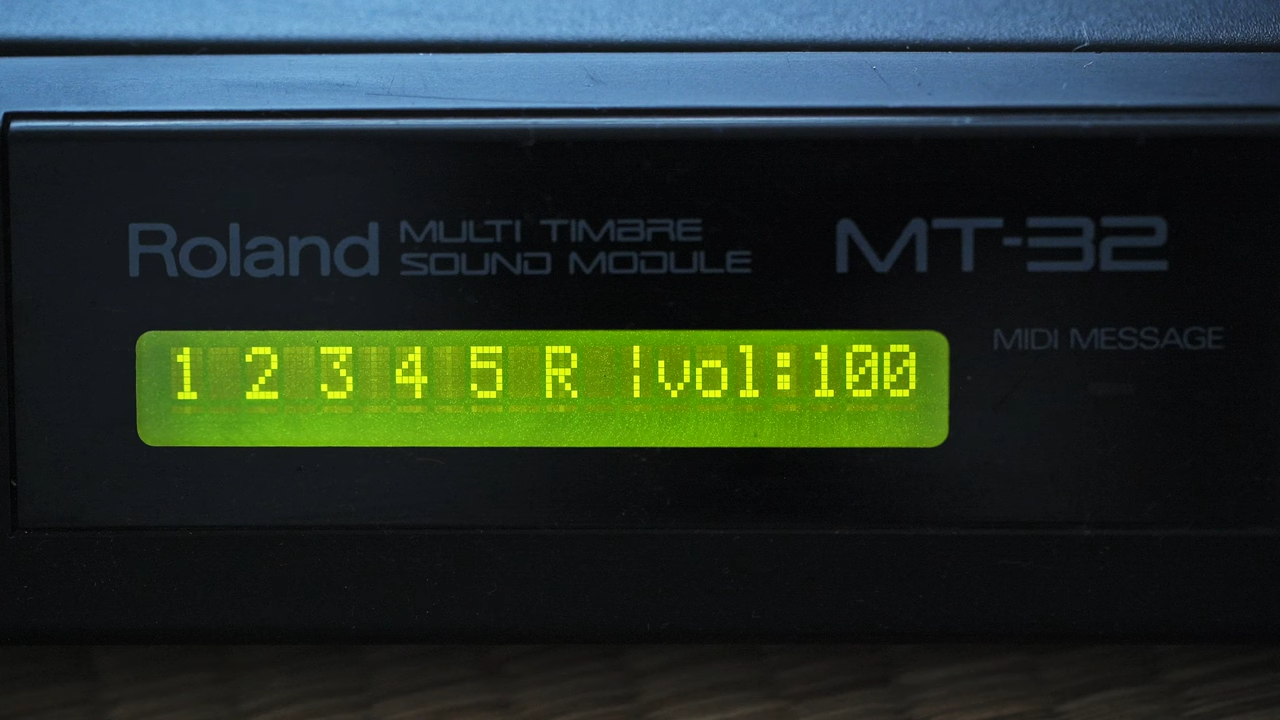 Roland MULTI TIMBRE SOUND MODULE MT-32
MIDI MESSAGE
1 2 3 4 5 R |vol:100